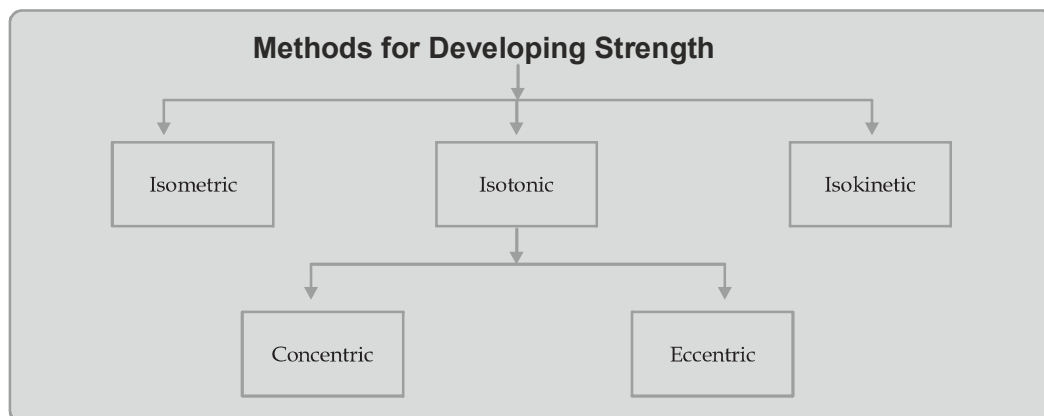 Methods for Developing Strength
Isometric
Isotonic
Isokinetic
Concentric
Eccentric